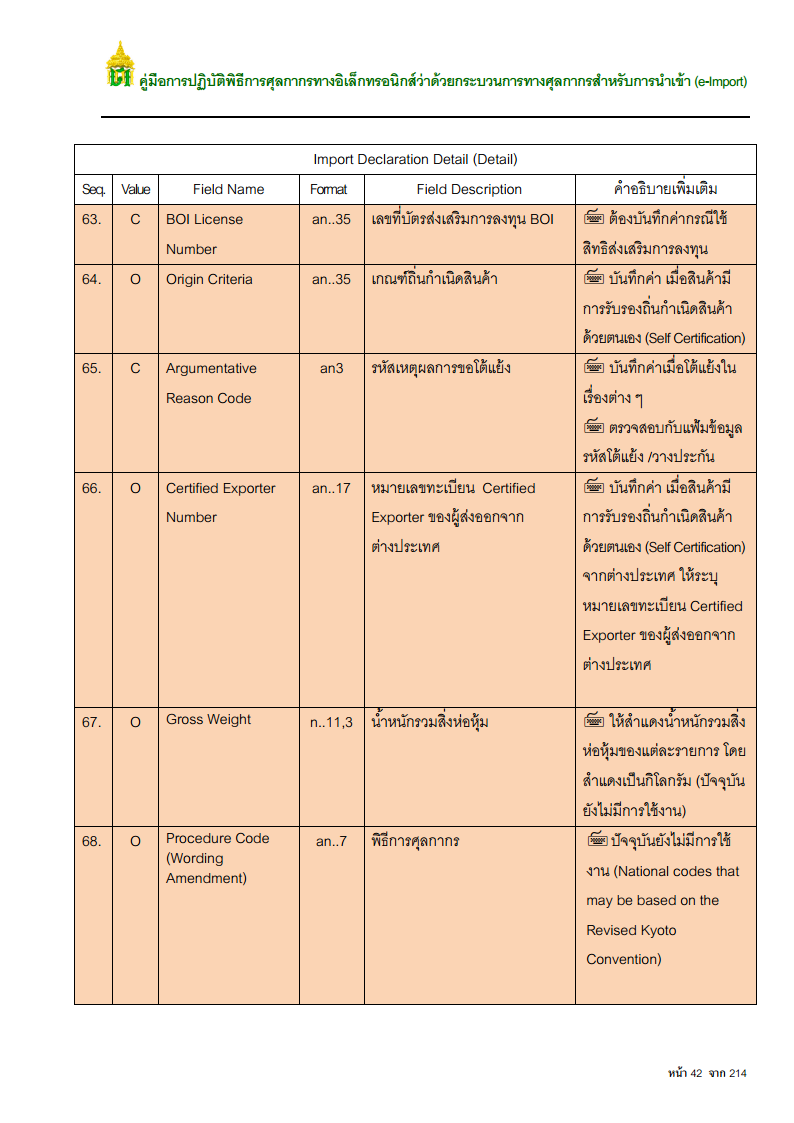 คู่มือการปฏิบัติพิธีการศุลกากรทางอิเล็กทรอนิกส์ว่าด้วยกระบวนการทางศุลกากรสำหรับการนำเข้า (e-Import)
Import Declaration Detail (Detail)
Seq. Value Field Name Format Field Description คำอธิบายเพิ่มเติม
63. C BOI License an..35 เลขที่บัตรส่งเสริมการลงทุน BOI ต้องบันทึกค่ากรณีใช้
Number สิทธิส่งเสริมการลงทุน
64. O Origin Criteria an..35 เกณฑ์ถิ่นกำเนิดสินค้า บันทึกค่า เมื่อสินค้ามี
การรับรองถิ่นกำเนิดสินค้า
ด้วยตนเอง (Self Certification)
65. C Argumentative an3 รหัสเหตุผลการขอโต้แย้ง บันทึกค่าเมื่อโต้แย้งใน
Reason Code เรื่องต่าง ๆ
ตรวจสอบกับแฟ้มข้อมูล
รหัสโต้แย้ง /วางประกัน
66. O Certified Exporter an..17 หมายเลขทะเบียน Certified บันทึกค่า เมื่อสินค้ามี
Number Exporter ของผู้ส่งออกจาก การรับรองถิ่นกำเนิดสินค้า
ต่างประเทศ ด้วยตนเอง (Self Certification)
จากต่างประเทศ ให้ระบุ
หมายเลขทะเบียน Certified
Exporter ของผู้ส่งออกจาก
ต่างประเทศ
67. O Gross Weight n..11,3 น้ำหนักรวมสิ่งห่อหุ้ม ให้สำแดงน้ำหนักรวมสิ่ง
ห่อหุ้มของแต่ละรายการ โดย
สำแดงเป็นกิโลกรัม (ปัจจุบัน
ยังไม่มีการใช้งาน)
68. O Procedure Code an..7 พิธีการศุลกากร ปัจจุบันยังไม่มีการใช้
(Wording งาน (National codes that
Amendment) may be based on the
Revised Kyoto
Convention)
หน้า 42 จาก 214